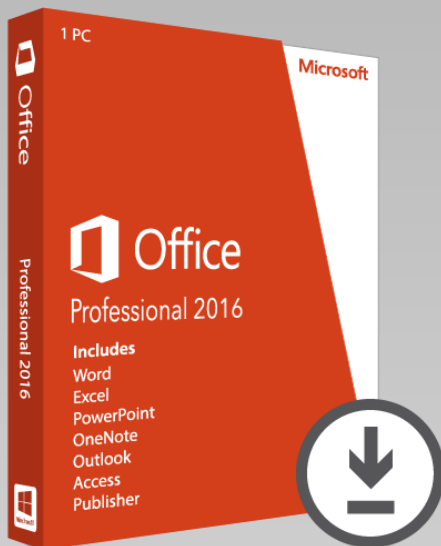 1 PC
Microsoft
Office
Professional 2016
Office
Professional 2016
Includes
Word
Excel
PowerPoint
OneNote
Outlook
Access
Publisher